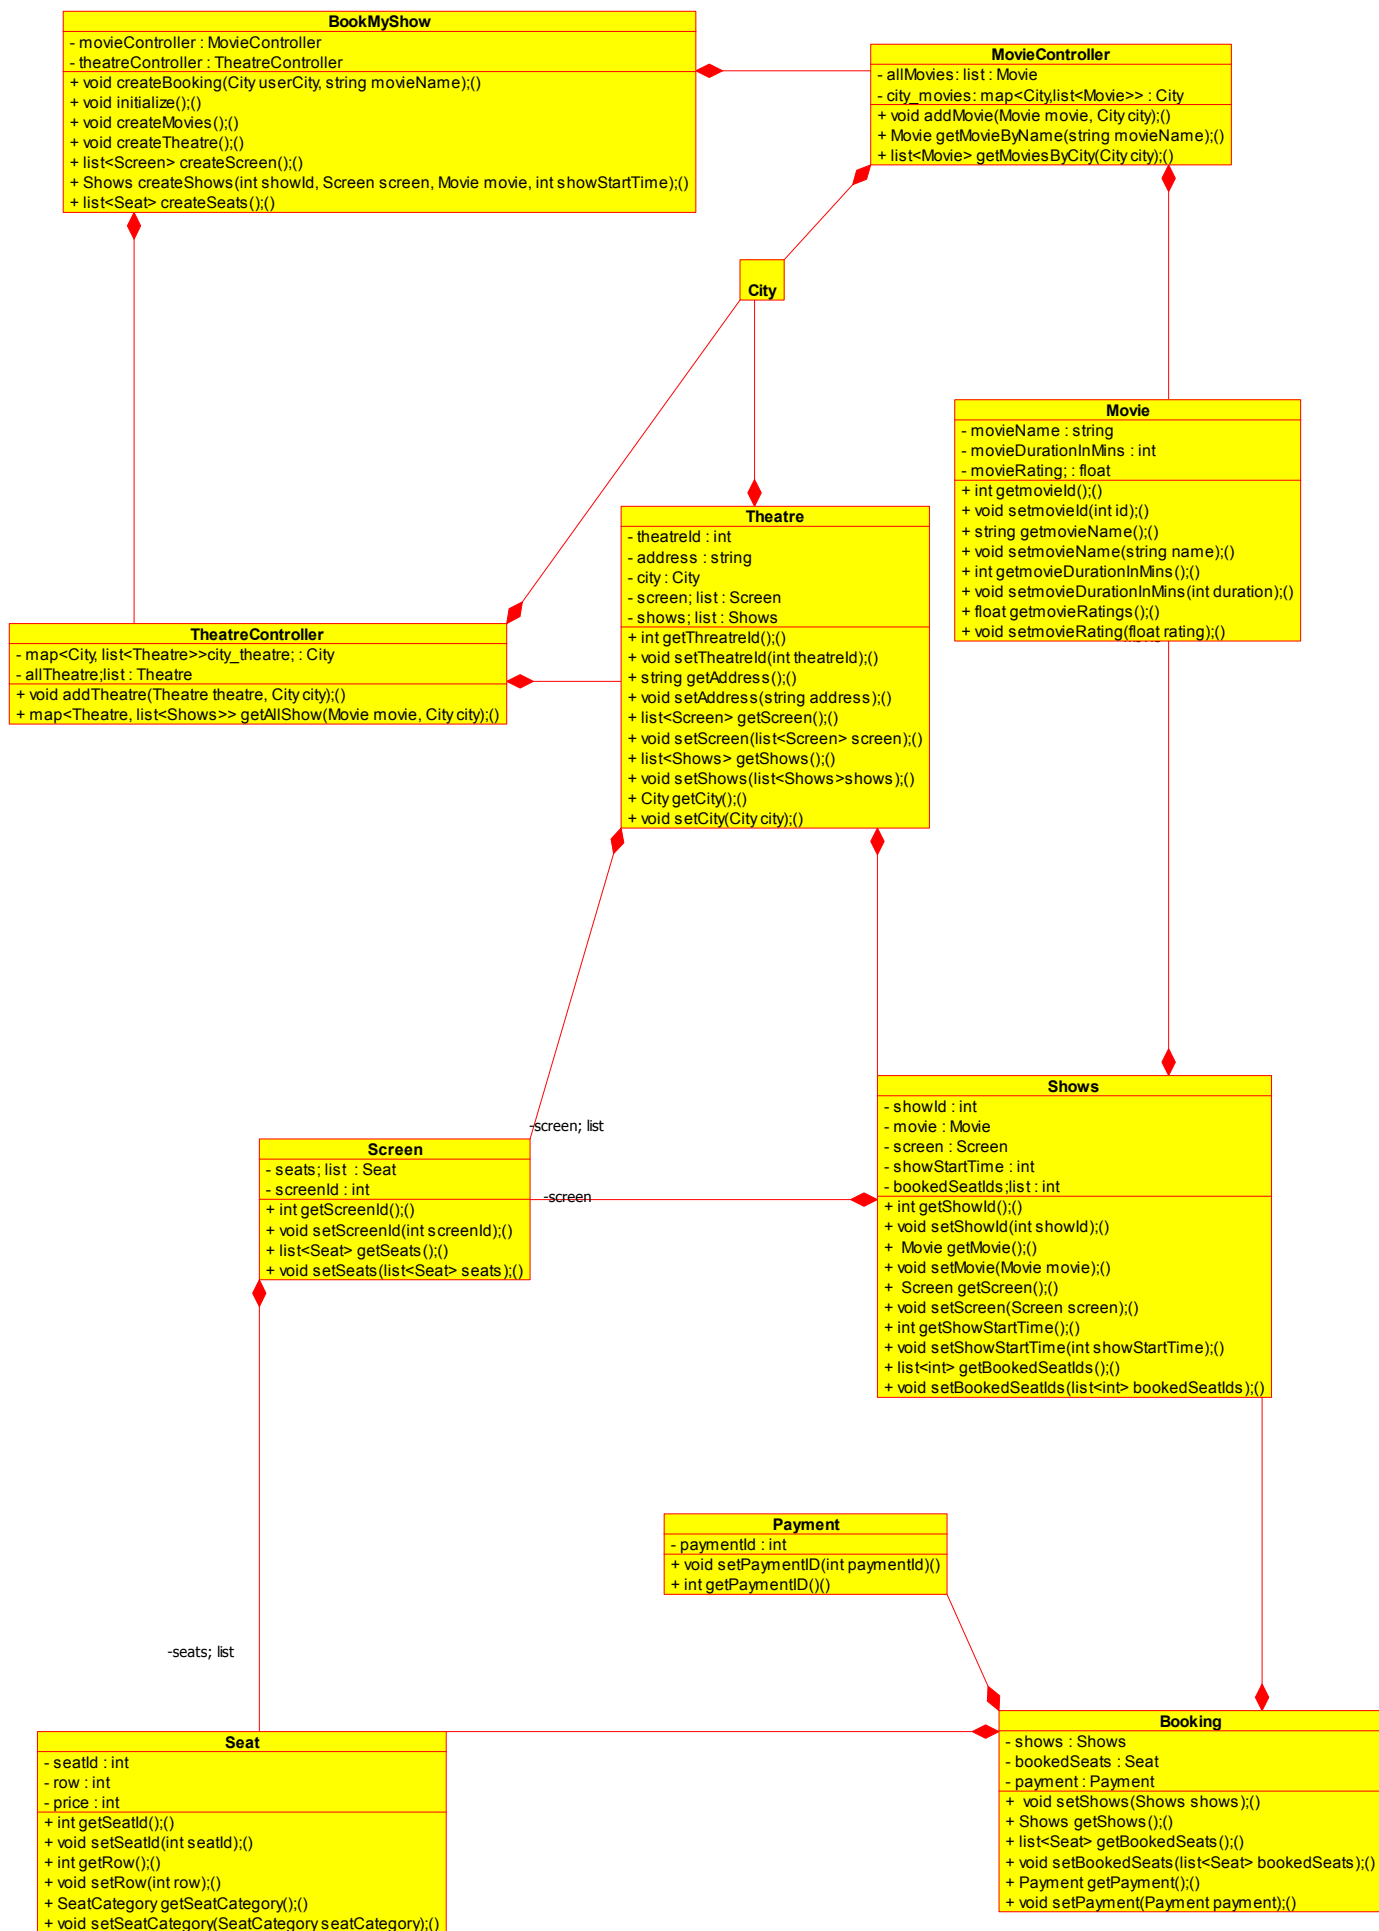 BookMyShow
- movieController : MovieController
- theatreController : TheatreController
+ void createBooking(City userCity, string movieName);()
+ void initialize();()
+ void createMovies();()
+ void createTheatre();()
+ list<Screen> createScreen();()
+ Shows createShows(int showId, Screen screen, Movie movie, int showStartTime);()
+ list<Seat> createSeats();()
MovieController
- allMovies: list : Movie
- city_movies: map<City,list<Movie>> : City
+ void addMovie(Movie movie, City city);()
+ Movie getMovieByName(string movieName);()
+ list<Movie> getMoviesByCity(City city);()
City
Movie
- movieName : string
- movieDurationInMins : int
- movieRating; : float
+ int getmovieId();()
+ void setmovieId(int id);()
+ string getmovieName();()
+ void setmovieName(string name);()
+ int getmovieDurationInMins();()
+ void setmovieDurationInMins(int duration);()
+ float getmovieRatings();()
+ void setmovieRating(float rating);()
Theatre
- theatreId : int
- address : string
- city : City
- screen; list : Screen
- shows; list : Shows
+ int getThreatreId();()
+ void setTheatreId(int theatreId);()
+ string getAddress();()
+ void setAddress(string address);()
+ list<Screen> getScreen();()
+ void setScreen(list<Screen> screen);()
+ list<Shows> getShows();()
+ void setShows(list<Shows>shows);()
+ City getCity();()
+ void setCity(City city);()
TheatreController
- map<City, list<Theatre>>city_theatre; : City
- allTheatre;list : Theatre
+ void addTheatre(Theatre theatre, City city);()
+ map<Theatre, list<Shows>> getAllShow(Movie movie, City city);()
-screen; list
Screen
- seats; list : Seat
- screenId : int
+ int getScreenId();()
+ void setScreenId(int screenId);()
+ list<Seat> getSeats();()
+ void setSeats(list<Seat> seats);()
-screen
Shows
- showId : int
- movie : Movie
- screen : Screen
- showStartTime : int
- bookedSeatIds;list : int
+ int getShowId();()
+ void setShowId(int showId);()
+ Movie getMovie();()
+ void setMovie(Movie movie);()
+ Screen getScreen();()
+ void setScreen(Screen screen);()
+ int getShowStartTime();()
+ void setShowStartTime(int showStartTime);()
+ list<int> getBookedSeatIds();()
+ void setBookedSeatIds(list<int> bookedSeatIds);()
Payment
- paymentId : int
+ void setPaymentID(int paymentId)()
+ int getPaymentID()()
-seats; list
Seat
- seatId : int
- row : int
- price : int
+ int getSeatId();()
+ void setSeatId(int seatId);()
+ int getRow();()
+ void setRow(int row);()
+ SeatCategory getSeatCategory();()
+ void setSeatCategory(SeatCategory seatCategory);()
Booking
- shows : Shows
- bookedSeats : Seat
- payment : Payment
+ void setShows(Shows shows);()
+ Shows getShows();()
+ list<Seat> getBookedSeats();()
+ void setBookedSeats(list<Seat> bookedSeats);()
+ Payment getPayment();()
+ void setPayment(Payment payment);()